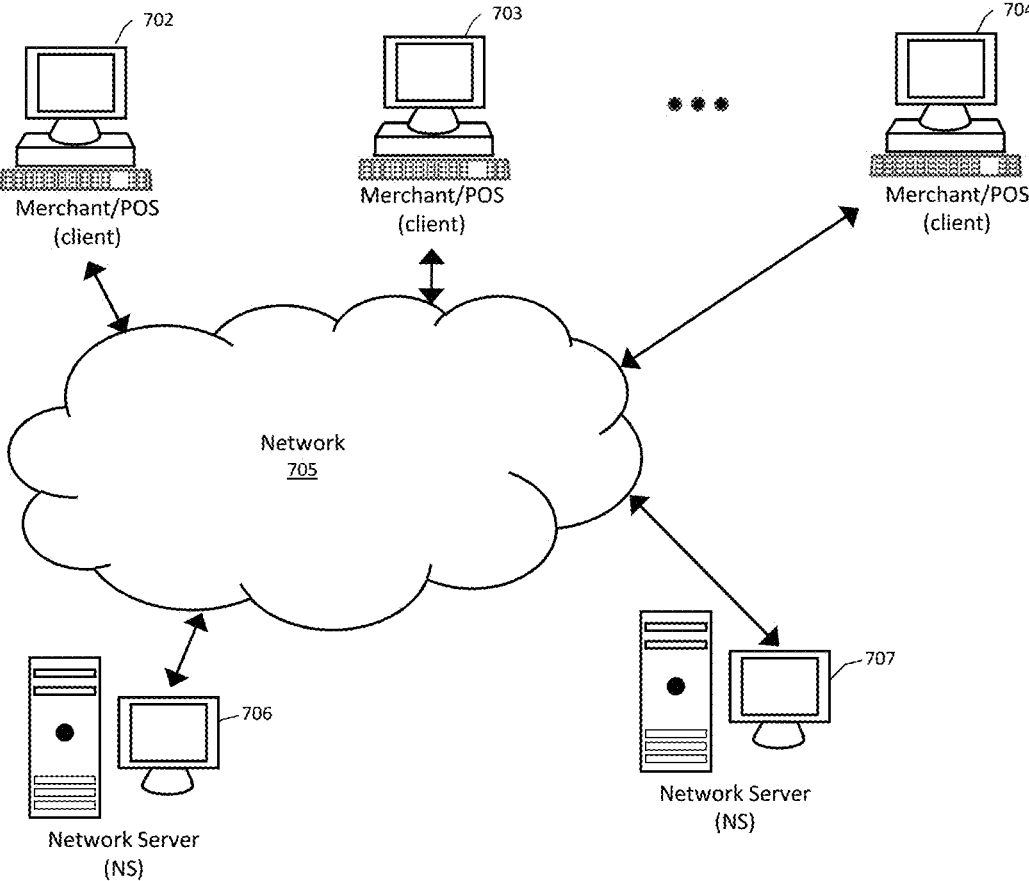 702
703
704
Merchant/POS
(client)
Merchant/POS
(client)
Merchant/POS
(client)
Network
705
706
Network Server
(NS)
707
Network Server
(NS)